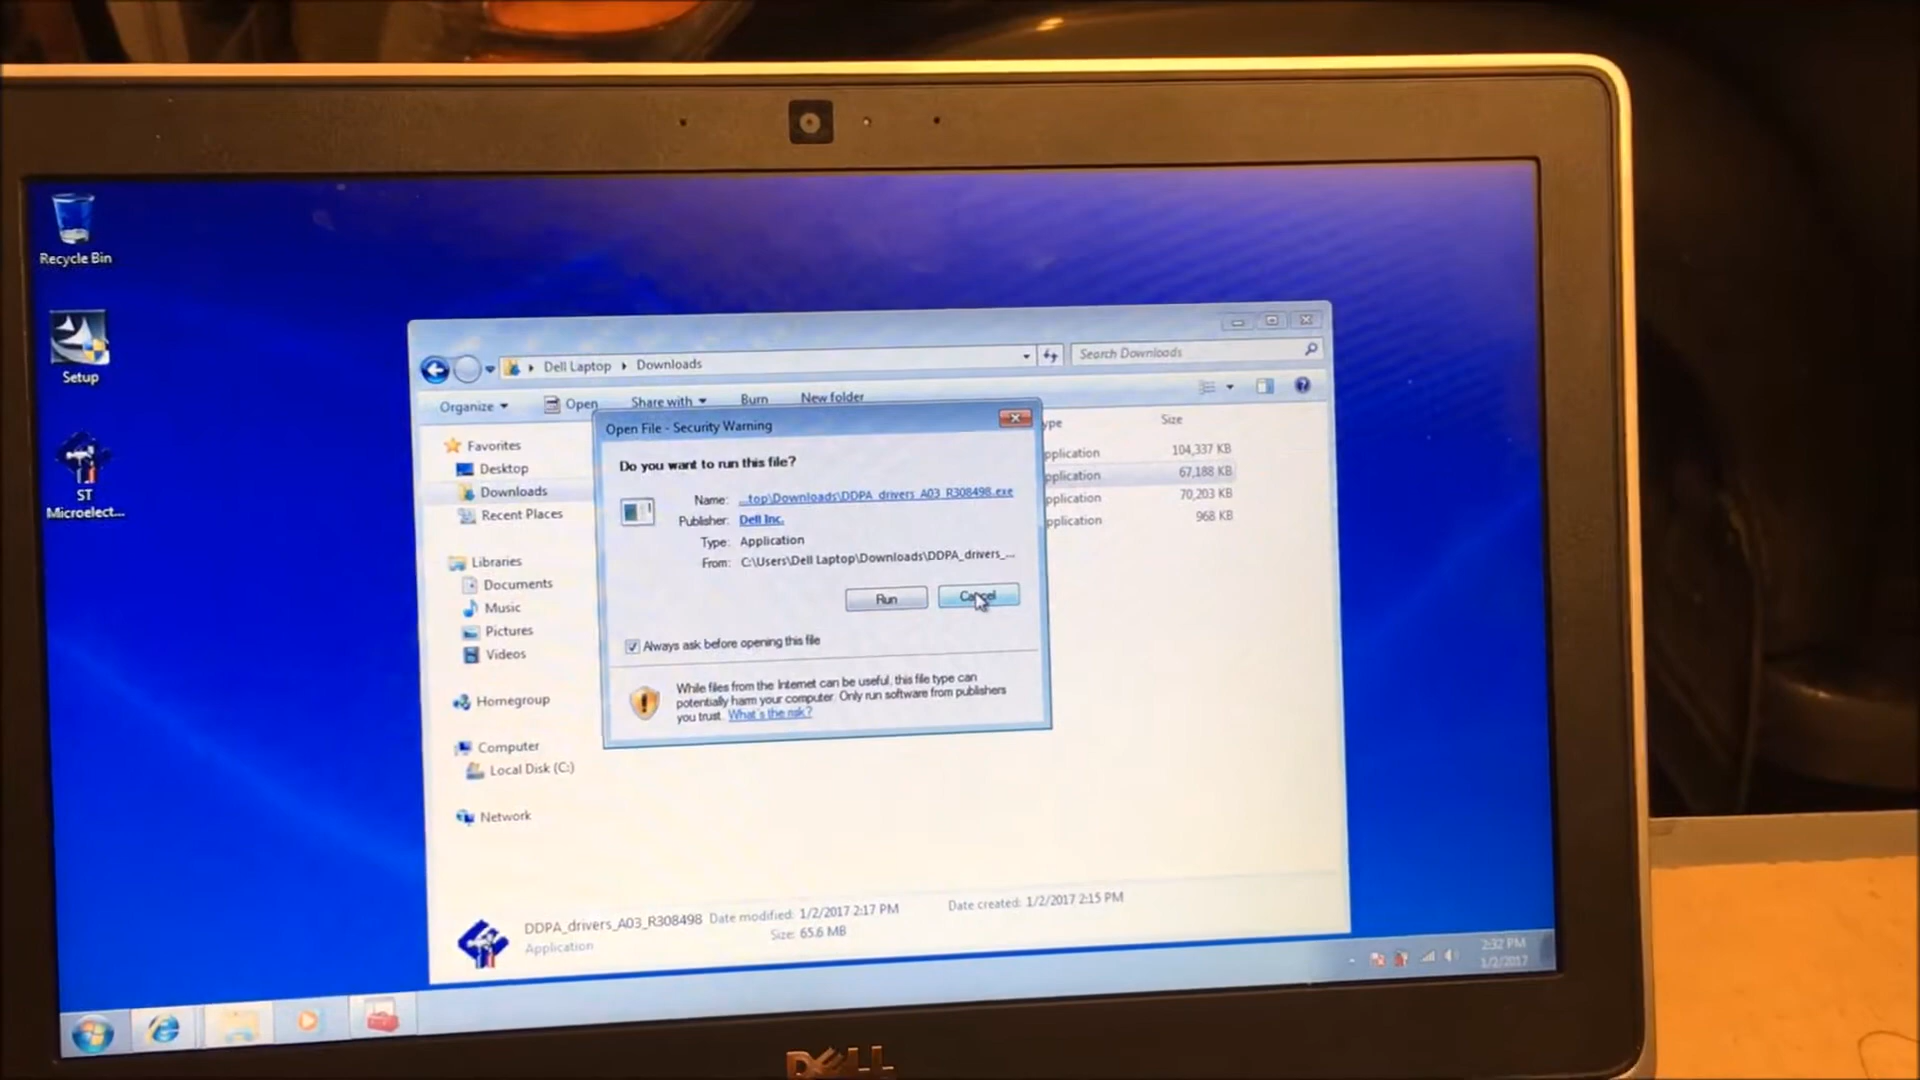 Recycle Bin
Setup
ST
Microelect...
Dell Laptop
Downloads
Search Downloads
Organize
Open
Share with
Burn
New folder
Favorites
Desktop
Downloads
Recent Places
Libraries
Documents
Music
Pictures
Videos
Homegroup
Computer
Local Disk (C:)
Network
ype
Size
pplication
104,337 KB
pplication
67,188 KB
pplication
70,203 KB
pplication
968 KB
Open File - Security Warning
Do you want to run this file?
Name: ...top\Downloads\DDPA_drivers_A03_R308498.exe
Publisher: Dell Inc.
Type: Application
From: C:\Users\Dell Laptop\Downloads\DDPA_drivers_...
Run
Cancel
Always ask before opening this file
While files from the Internet can be useful, this file type can
potentially harm your computer. Only run software from publishers
you trust. What's the risk?
DDPA_drivers_A03_R308498 Date modified: 1/2/2017 2:17 PM
Date created: 1/2/2017 2:15 PM
Application
Size: 65.6 MB
2:32 PM
1/2/2017
DELL